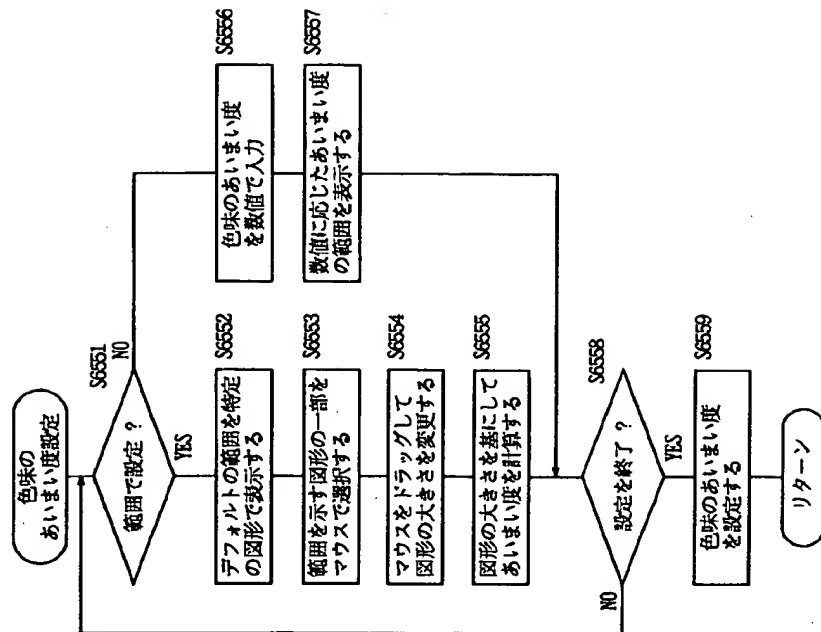 色味の
あいまい度設定
S6551
範囲で設定？
NO
YES
S6552
デフォルトの範囲を特定
の図形で表示する
S6553
範囲を示す図形の一部を
マウスで選択する
S6554
マウスをドラッグして
図形の大きさを変更する
S6555
図形の大きさを基にして
あいまい度を計算する
S6556
色味のあいまい度
を数値で入力
S6557
数値に応じたあいまい度
の範囲を表示する
S6558
設定を終了？
NO
YES
S6559
色味のあいまい度
を設定する
リターン